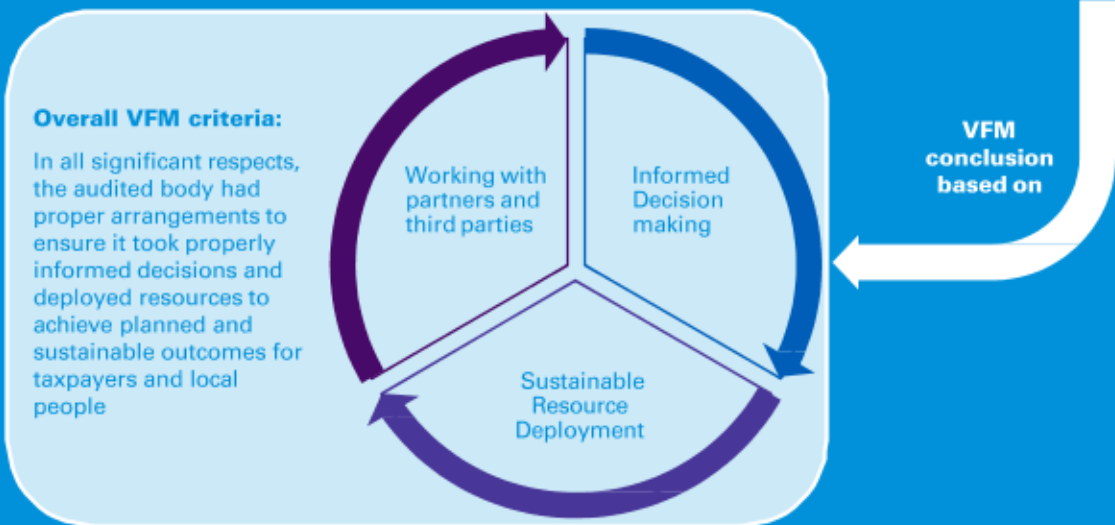 Overall VFM criteria:
In all significant respects,
the audited body had
proper arrangements to
ensure it took properly
informed decisions and
deployed resources to
achieve planned and
sustainable outcomes for
taxpayers and local
people
Working with
partners and
third parties
Informed
Decision
making
Sustainable
Resource
Deployment
VFM
conclusion
based on